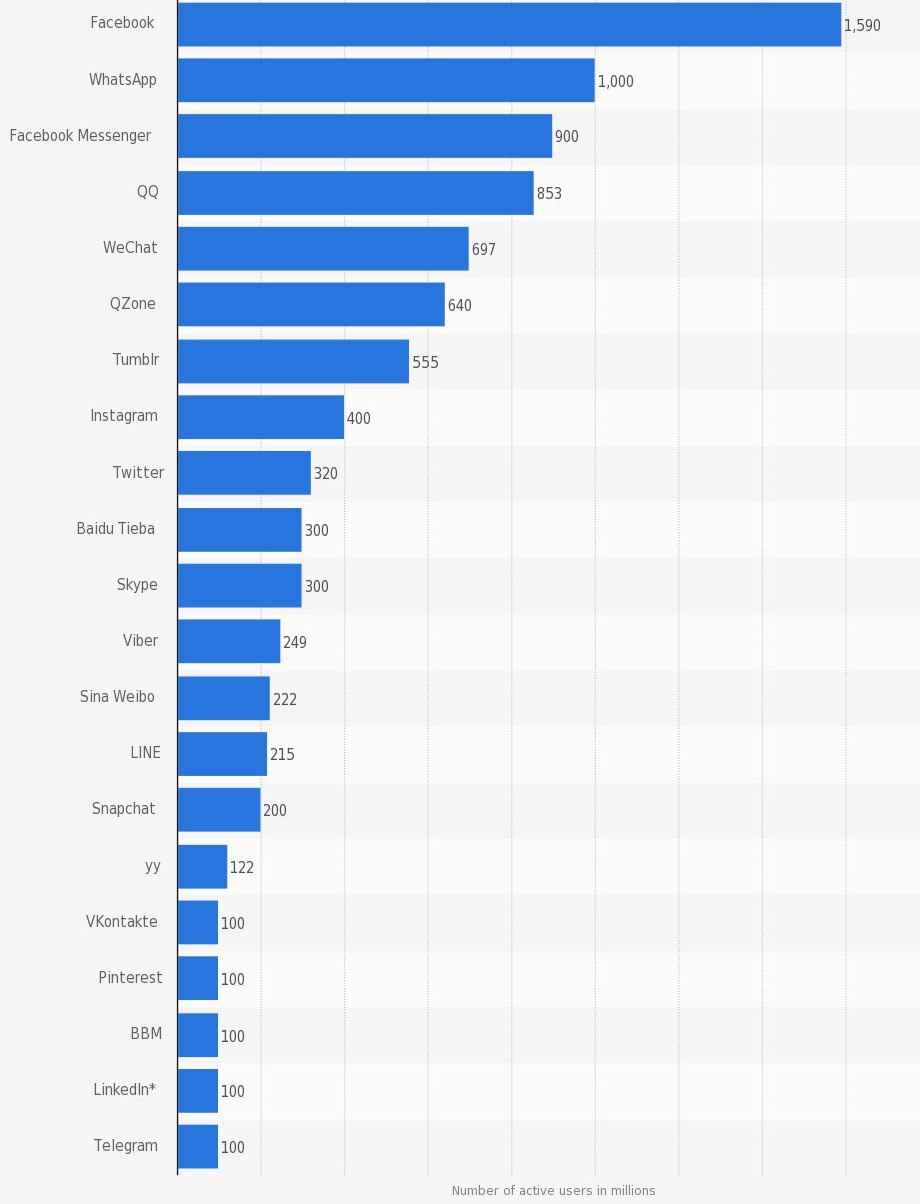 Facebook 1,590
WhatsApp 1,000
Facebook Messenger 900
QQ 853
WeChat 697
QZone 640
Tumblr 555
Instagram 400
Twitter 320
Baidu Tieba 300
Skype 300
Viber 249
Sina Weibo 222
LINE 215
Snapchat 200
yy 122
VKontakte 100
Pinterest 100
BBM 100
LinkedIn* 100
Telegram 100
Number of active users in millions